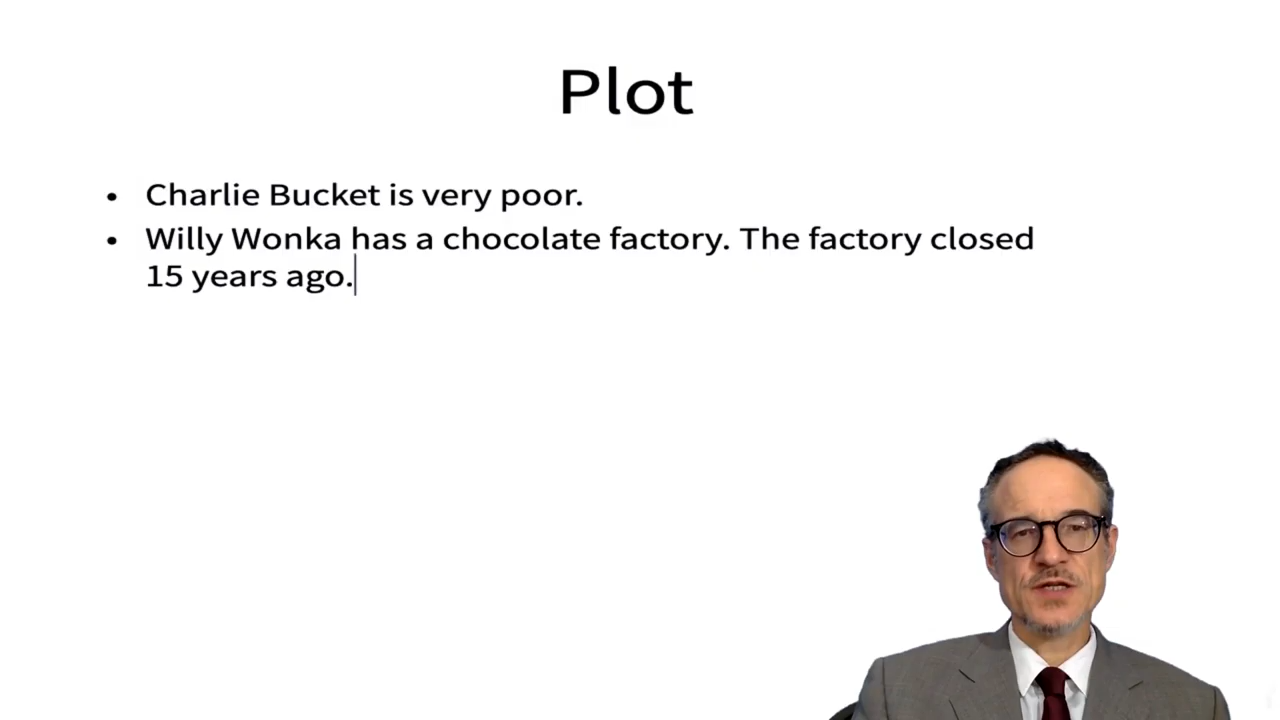 Plot
• Charlie Bucket is very poor.
• Willy Wonka has a chocolate factory. The factory closed
15 years ago.